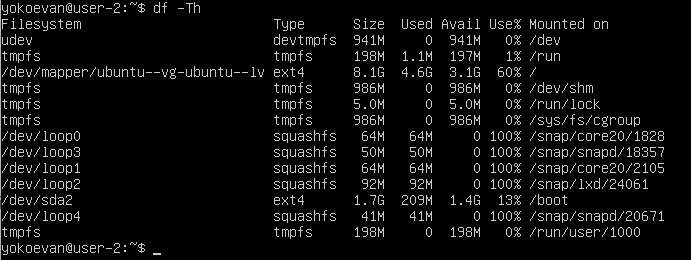 yokoevan@user-2:~$ df -Th
Filesystem                        Type      Size  Used Avail Use% Mounted on
udev                              devtmpfs  941M     0  941M   0% /dev
tmpfs                             tmpfs     198M  1.1M  197M   1% /run
/dev/mapper/ubuntu--vg-ubuntu--lv ext4      8.1G  4.6G  3.1G  60% /
tmpfs                             tmpfs     986M     0  986M   0% /dev/shm
tmpfs                             tmpfs     5.0M     0  5.0M   0% /run/lock
tmpfs                             tmpfs     986M     0  986M   0% /sys/fs/cgroup
/dev/loop0                        squashfs   64M   64M     0 100% /snap/core20/1828
/dev/loop3                        squashfs   50M   50M     0 100% /snap/snapd/18357
/dev/loop1                        squashfs   64M   64M     0 100% /snap/core20/2105
/dev/loop2                        squashfs   92M   92M     0 100% /snap/lxd/24061
/dev/sda2                         ext4      1.7G  209M  1.4G  13% /boot
/dev/loop4                        squashfs   41M   41M     0 100% /snap/snapd/20671
tmpfs                             tmpfs     198M     0  198M   0% /run/user/1000
yokoevan@user-2:~$ _